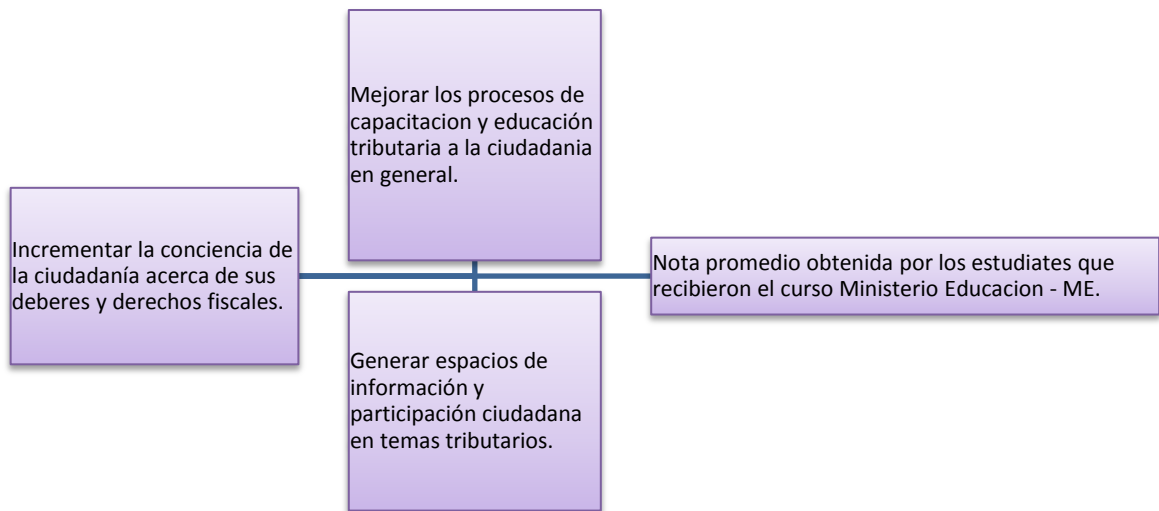 Mejorar los procesos de
capacitacion y educación
tributaria a la ciudadania
en general.
Incrementar la conciencia de
la ciudadanía acerca de sus
deberes y derechos fiscales.
Nota promedio obtenida por los estudiates que
recibieron el curso Ministerio Educacion - ME.
Generar espacios de
información y
participación ciudadana
en temas tributarios.